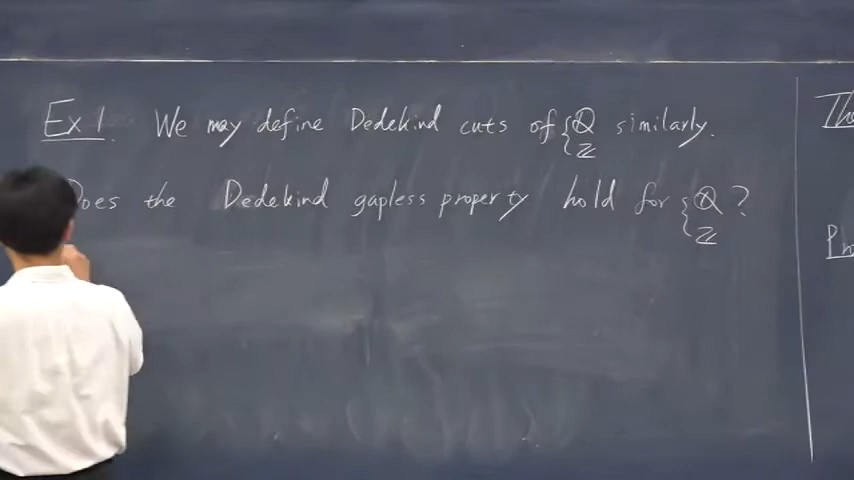 Ex 1. We may define Dedekind cuts of { ℚ ℤ similarly.
Does the Dedekind gapless property hold for { ℚ ℤ ?